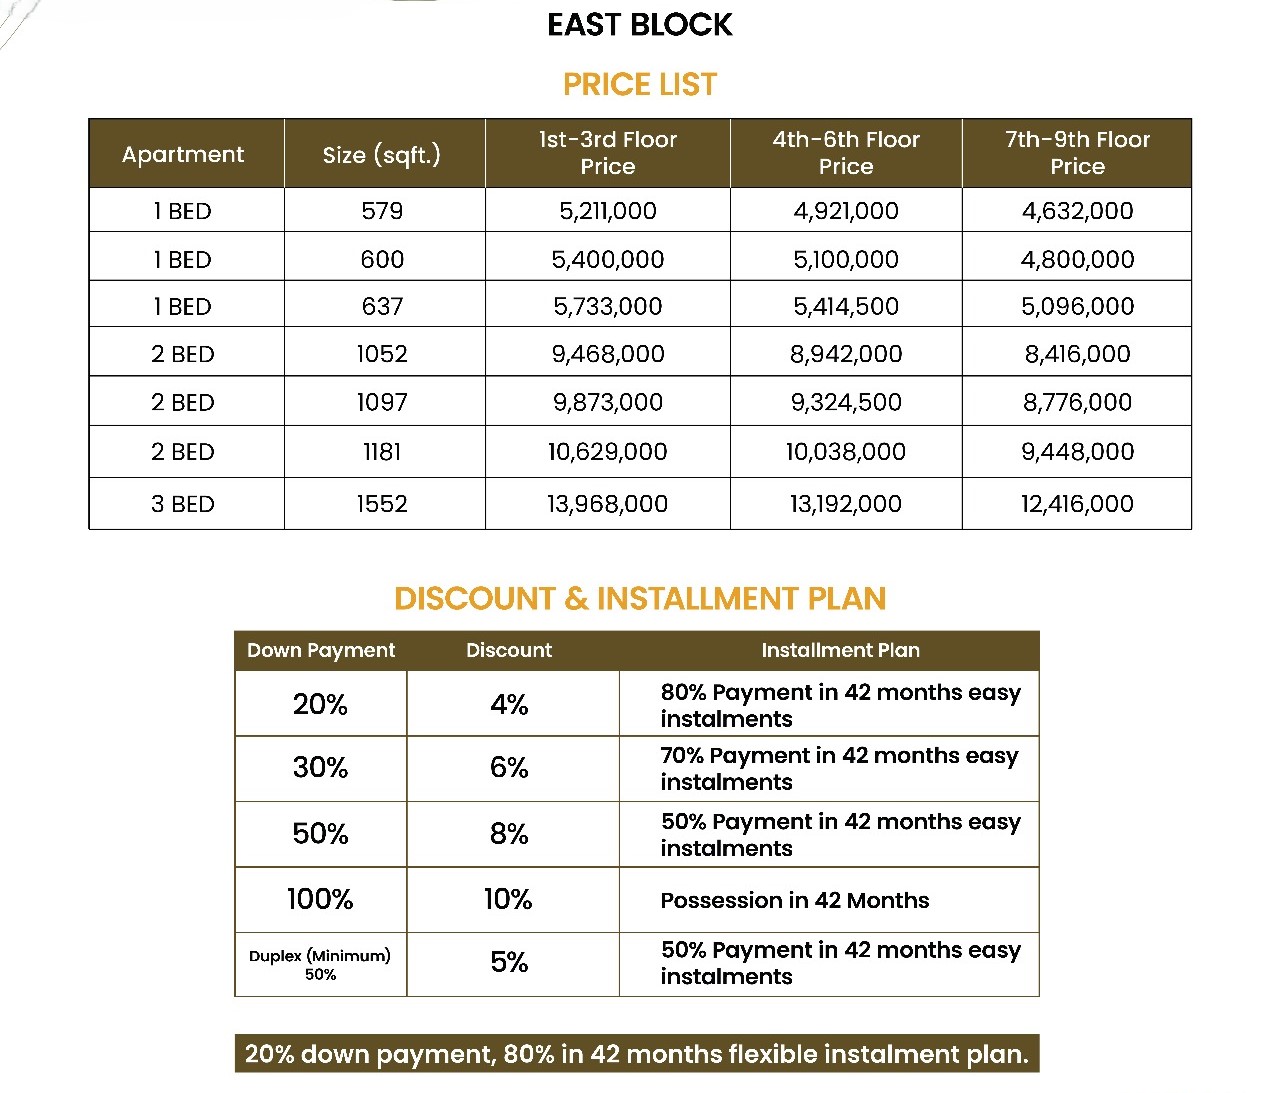 EAST BLOCK
PRICE LIST
Apartment Size (sqft.) 1st-3rd Floor Price 4th-6th Floor Price 7th-9th Floor Price
1 BED 579 5,211,000 4,921,000 4,632,000
1 BED 600 5,400,000 5,100,000 4,800,000
1 BED 637 5,733,000 5,414,500 5,096,000
2 BED 1052 9,468,000 8,942,000 8,416,000
2 BED 1097 9,873,000 9,324,500 8,776,000
2 BED 1181 10,629,000 10,038,000 9,448,000
3 BED 1552 13,968,000 13,192,000 12,416,000
DISCOUNT & INSTALLMENT PLAN
Down Payment Discount Installment Plan
20% 4% 80% Payment in 42 months easy
instalments
30% 6% 70% Payment in 42 months easy
instalments
50% 8% 50% Payment in 42 months easy
instalments
100% 10% Possession in 42 Months
Duplex (Minimum)
50% 5% 50% Payment in 42 months easy
instalments
20% down payment, 80% in 42 months flexible instalment plan.